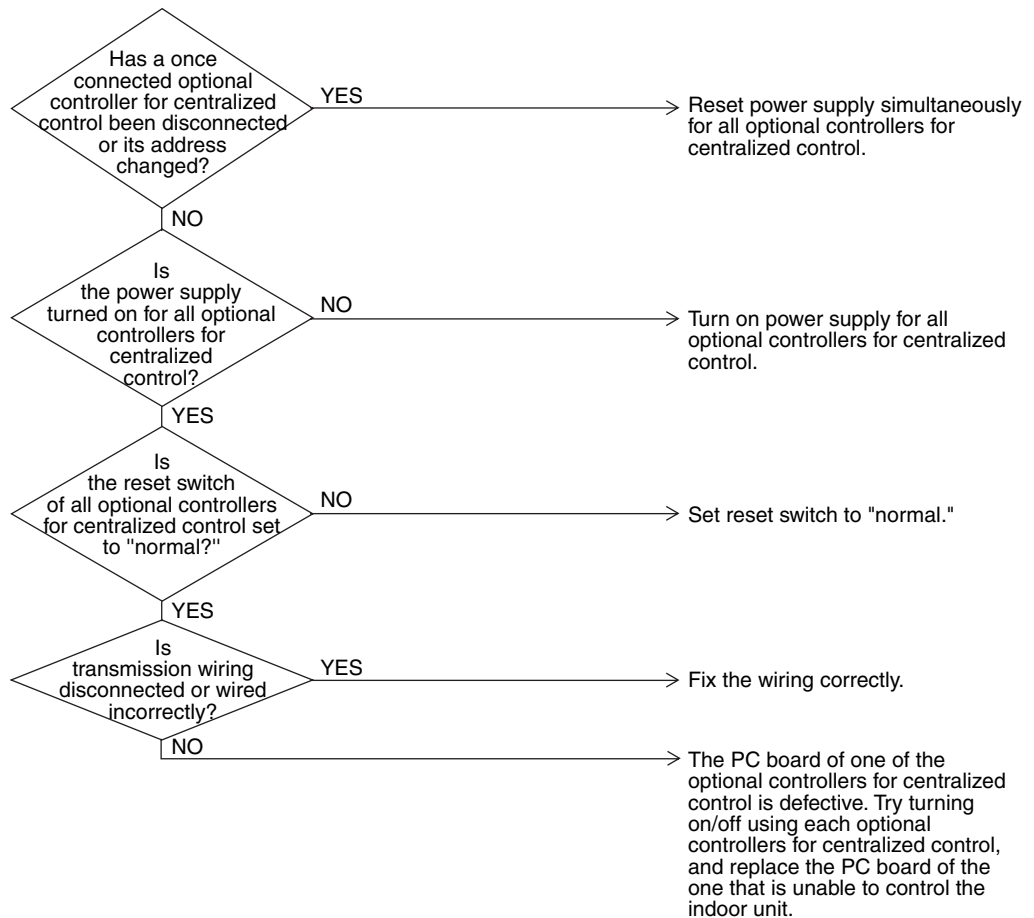 Has a once
connected optional
controller for centralized
control been disconnected
or its address
changed?
YES
Reset power supply simultaneously
for all optional controllers for
centralized control.
NO
Is
the power supply
turned on for all optional
controllers for
centralized
control?
NO
Turn on power supply for all
optional controllers for centralized
control.
YES
Is
the reset switch
of all optional controllers
for centralized control set
to "normal?"
NO
Set reset switch to "normal."
YES
Is
transmission wiring
disconnected or wired
incorrectly?
YES
Fix the wiring correctly.
NO
The PC board of one of the
optional controllers for centralized
control is defective. Try turning
on/off using each optional
controllers for centralized control,
and replace the PC board of the
one that is unable to control the
indoor unit.